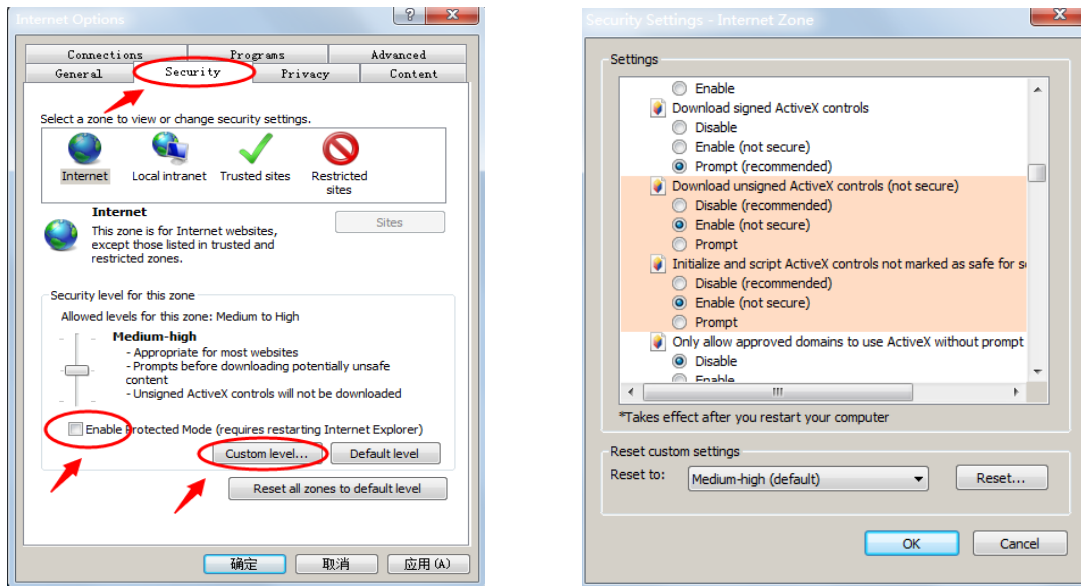 Internet Options
Connections Programs Advanced
General Security Privacy Content
Select a zone to view or change security settings.
Internet Local intranet Trusted sites Restricted sites
Internet
This zone is for Internet websites,
except those listed in trusted and
restricted zones.
Sites
Security level for this zone
Allowed levels for this zone: Medium to High
Medium-high
- Appropriate for most websites
- Prompts before downloading potentially unsafe
content
- Unsigned ActiveX controls will not be downloaded
Enable Protected Mode (requires restarting Internet Explorer)
Custom level... Default level
Reset all zones to default level
确定 取消 应用(A)
Security Settings - Internet Zone
Settings
Enable
Download signed ActiveX controls
Disable
Enable (not secure)
Prompt (recommended)
Download unsigned ActiveX controls (not secure)
Disable (recommended)
Enable (not secure)
Prompt
Initialize and script ActiveX controls not marked as safe for s
Disable (recommended)
Enable (not secure)
Prompt
Only allow approved domains to use ActiveX without prompt
Disable
Enable
*Takes effect after you restart your computer
Reset custom settings
Reset to: Medium-high (default) Reset...
OK Cancel